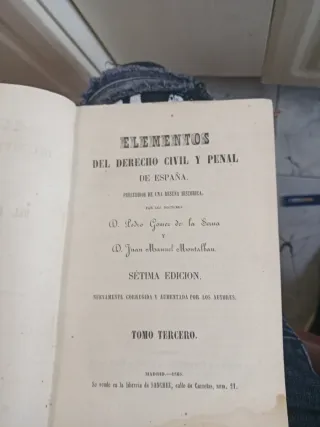 ELEMENTOS
DEL DERECHO CIVIL Y PENAL
DE ESPAÑA,
PRECEDIDOS DE UNA RESEÑA HISTORICA,
POR LOS DOCTORES
D. Pedro Gomez de la Serna
Y
D. Juan Manuel Montalban
SÉTIMA EDICION,
NUEVAMENTE CORREGIDA Y AUMENTADA POR LOS AUTORES.
TOMO TERCERO.
MADRID.
Se vende en la librería de SANCHEZ, calle de Carretas, núm. 21.